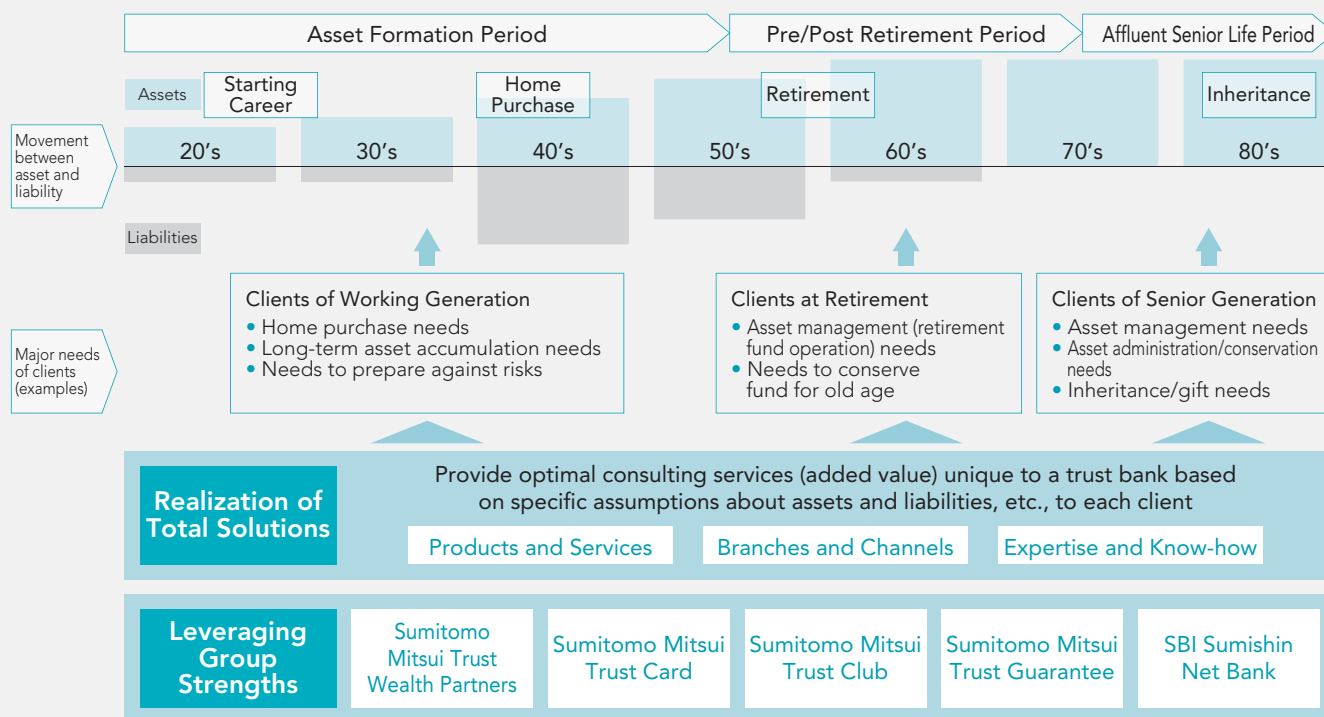 Asset Formation Period
Pre/Post Retirement Period
Affluent Senior Life Period
Assets
Starting
Career
Home
Purchase
Retirement
Inheritance
Movement
between
asset and
liability
20's
30's
40's
50's
60's
70's
80's
Liabilities
Major needs
of clients
(examples)
Clients of Working Generation
• Home purchase needs
• Long-term asset accumulation needs
• Needs to prepare against risks
Clients at Retirement
• Asset management (retirement
fund operation) needs
• Needs to conserve
fund for old age
Clients of Senior Generation
• Asset management needs
• Asset administration/conservation
needs
• Inheritance/gift needs
Realization of
Total Solutions
Provide optimal consulting services (added value) unique to a trust bank based
on specific assumptions about assets and liabilities, etc., to each client
Products and Services
Branches and Channels
Expertise and Know-how
Leveraging
Group
Strengths
Sumitomo
Mitsui Trust
Wealth Partners
Sumitomo Mitsui
Trust Card
Sumitomo Mitsui
Trust Club
Sumitomo Mitsui
Trust Guarantee
SBI Sumishin
Net Bank